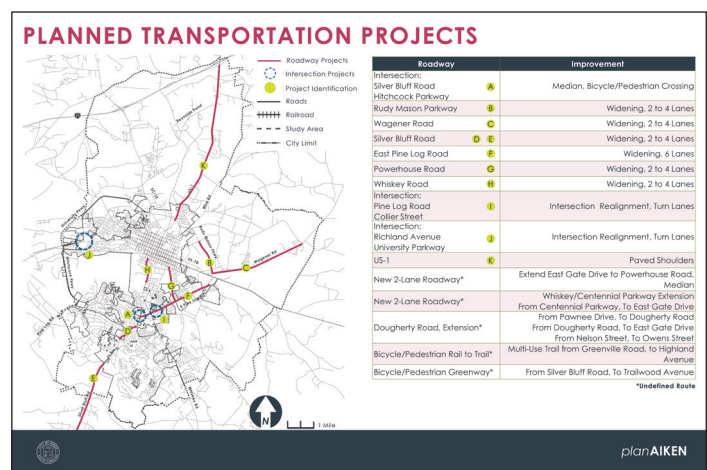 PLANNED TRANSPORTATION PROJECTS
Roadway Projects
Intersection Projects
Project Identification
Roads
Railroad
Study Area
City Limit
Reynolds Pond
K
US-1
J
H
B
C
Wagener Rd
US-78
G
F
A
I
D
E
N
1 Mile
Roadway
Improvement
Intersection:
Silver Bluff Road
Hitchcock Parkway
A
Median, Bicycle/Pedestrian Crossing
Rudy Mason Parkway
B
Widening, 2 to 4 Lanes
Wagener Road
C
Widening, 2 to 4 Lanes
Silver Bluff Road
D E
Widening, 2 to 4 Lanes
East Pine Log Road
F
Widening, 6 Lanes
Powerhouse Road
G
Widening, 2 to 4 Lanes
Whiskey Road
H
Widening, 2 to 4 Lanes
Intersection:
Pine Log Road
Collier Street
I
Intersection Realignment, Turn Lanes
Intersection:
Richland Avenue
University Parkway
J
Intersection Realignment, Turn Lanes
US-1
K
Paved Shoulders
New 2-Lane Roadway*
Extend East Gate Drive to Powerhouse Road,
Median
New 2-Lane Roadway*
Whiskey/Centennial Parkway Extension
From Centennial Parkway, To East Gate Drive
Dougherty Road, Extension*
From Pawnee Drive, To Dougherty Road
From Dougherty Road, To East Gate Drive
From Nelson Street, To Owens Street
Bicycle/Pedestrian Rail to Trail*
Multi-Use Trail from Greenville Road, to Highland
Avenue
Bicycle/Pedestrian Greenway*
From Silver Bluff Road, To Trailwood Avenue
*Undefined Route
planAIKEN